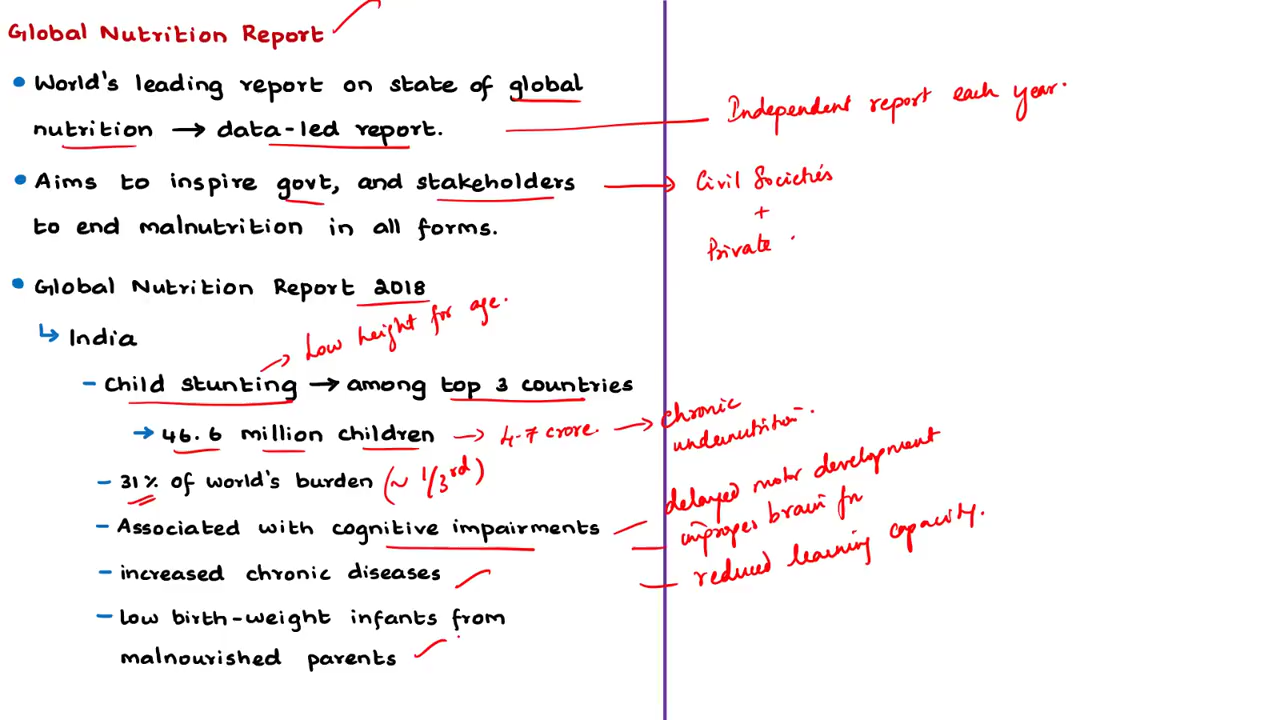 Global Nutrition Report
• World's leading report on state of global
nutrition → data-led report.
Independent report each year.
• Aims to inspire govt, and stakeholders
to end malnutrition in all forms.
Civil Societies
+
Private
• Global Nutrition Report 2018
↳ India
Low height for age.
– Child stunting → among top 3 countries
→ 46.6 million children → 4.7 crore. → chronic
undernutrition.
– 31% of world's burden (~ 1/3rd)
– Associated with cognitive impairments
delayed motor development
improper brain fn
reduced learning capacity.
– increased chronic diseases
– Low birth-weight infants from
malnourished parents